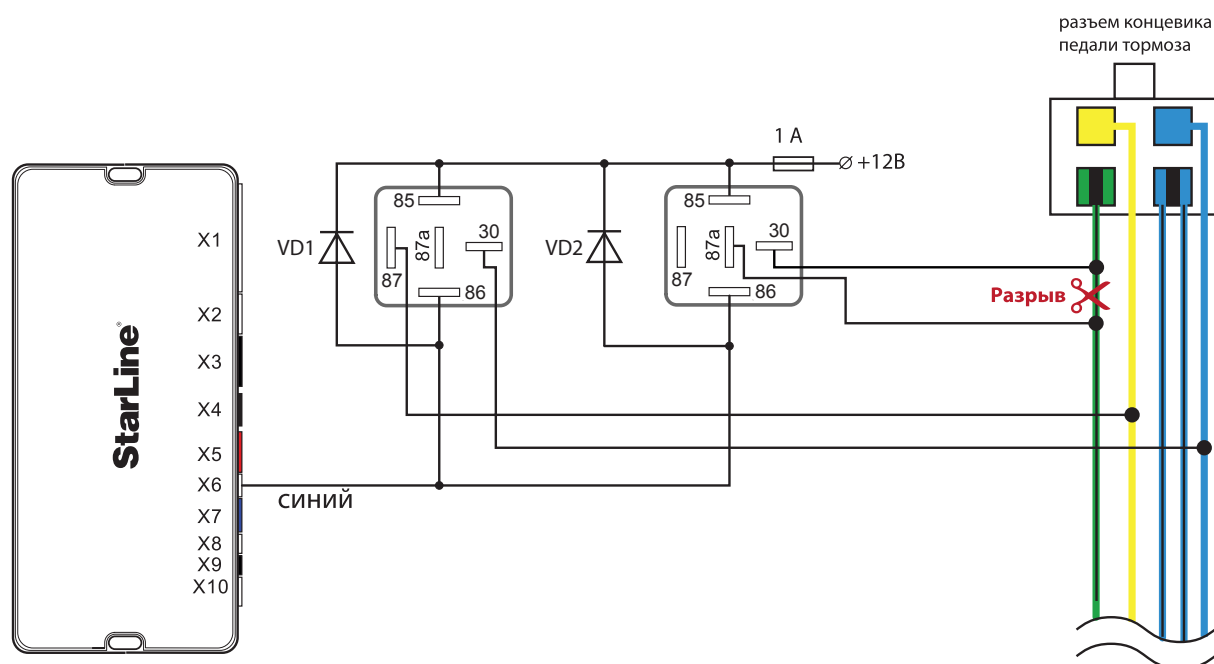 разъем концевика
педали тормоза
1 А
+12В
85
30
87а
87
86
VD1
85
30
87а
87
86
VD2
Разрыв
X1
X2
X3
X4
X5
X6
X7
X8
X9
X10
StarLine®
синий